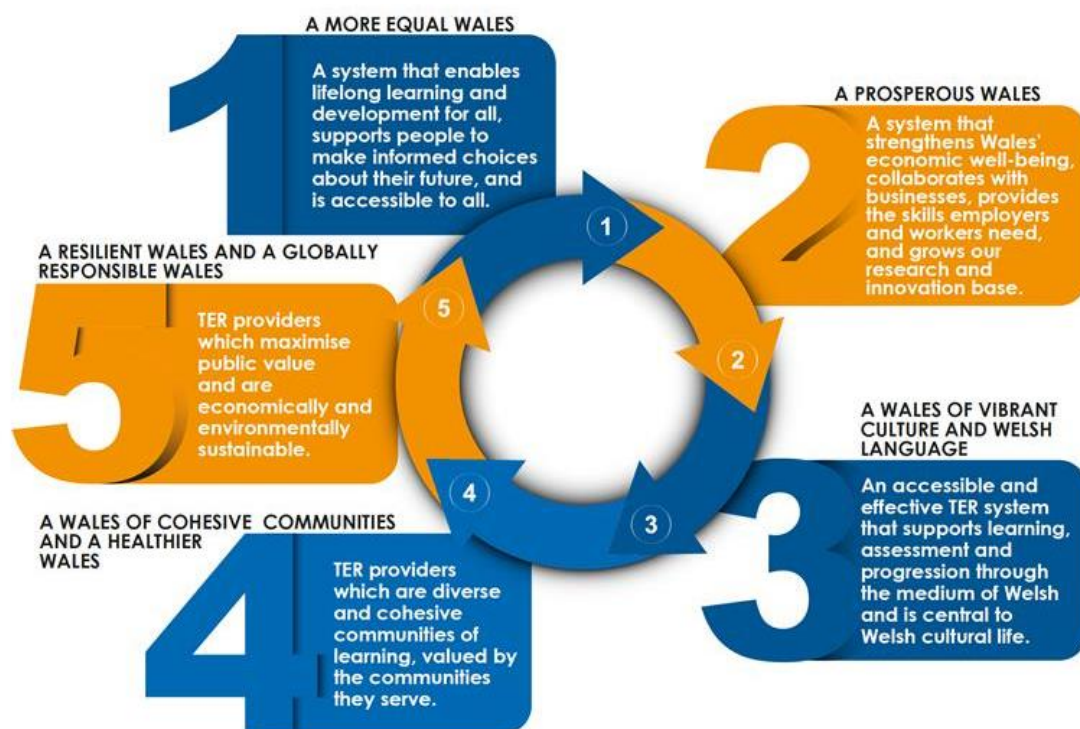 1
A MORE EQUAL WALES
A system that enables
lifelong learning and
development for all,
supports people to
make informed choices
about their future, and
is accessible to all.
2
A PROSPEROUS WALES
A system that
strengthens Wales'
economic well-being,
collaborates with
businesses, provides
the skills employers
and workers need,
and grows our
research and
innovation base.
3
A WALES OF VIBRANT
CULTURE AND WELSH
LANGUAGE
An accessible and
effective TER system
that supports learning,
assessment and
progression through
the medium of Welsh
and is central to
Welsh cultural life.
4
A WALES OF COHESIVE COMMUNITIES
AND A HEALTHIER
WALES
TER providers
which are diverse
and cohesive
communities of
learning, valued by
the communities
they serve.
5
A RESILIENT WALES AND A GLOBALLY
RESPONSIBLE WALES
TER providers
which maximise
public value
and are
economically and
environmentally
sustainable.
1
2
3
4
5